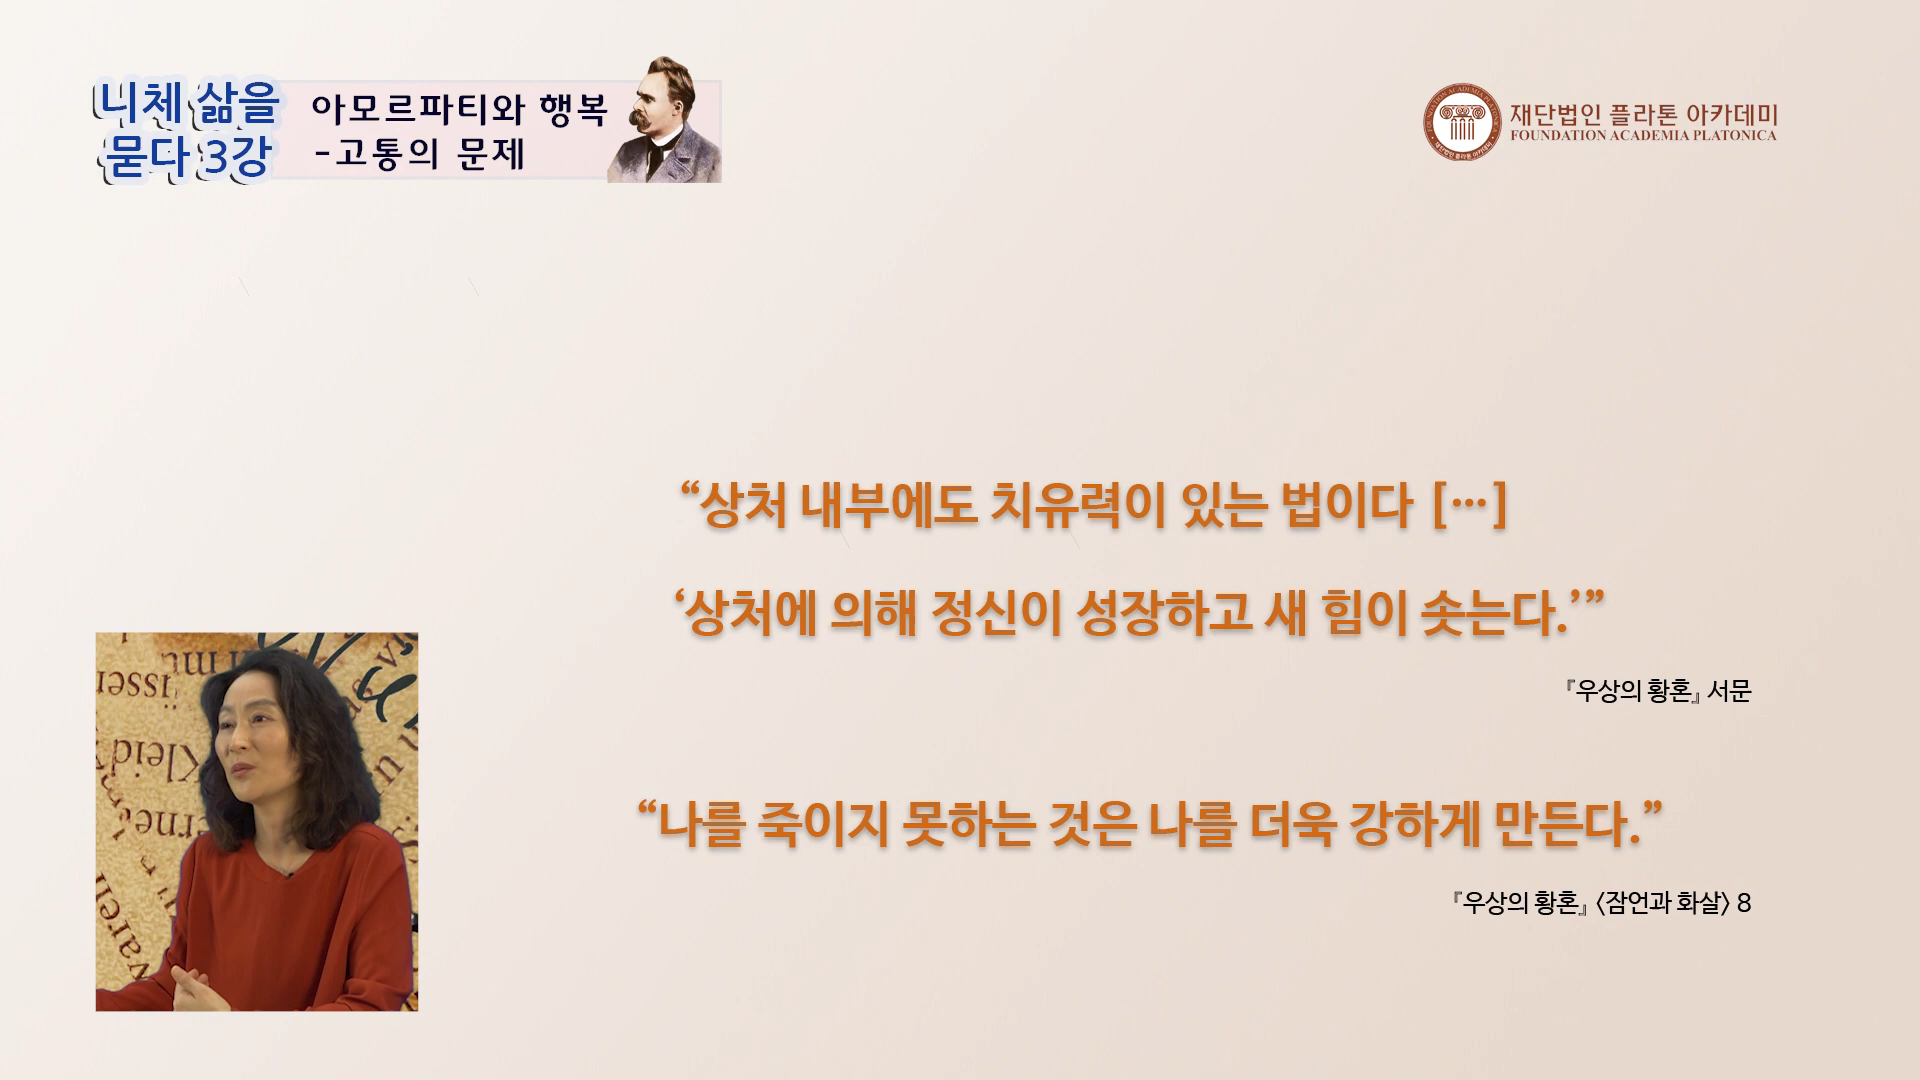 니체 삶을
묻다 3강
아모르파티와 행복
-고통의 문제
재단법인 플라톤 아카데미
FOUNDATION ACADEMIA PLATONICA
“상처 내부에도 치유력이 있는 법이다 […]
‘상처에 의해 정신이 성장하고 새 힘이 솟는다.’”
『우상의 황혼』 서문
“나를 죽이지 못하는 것은 나를 더욱 강하게 만든다.”
『우상의 황혼』 <잠언과 화살> 8
Kleid
waren